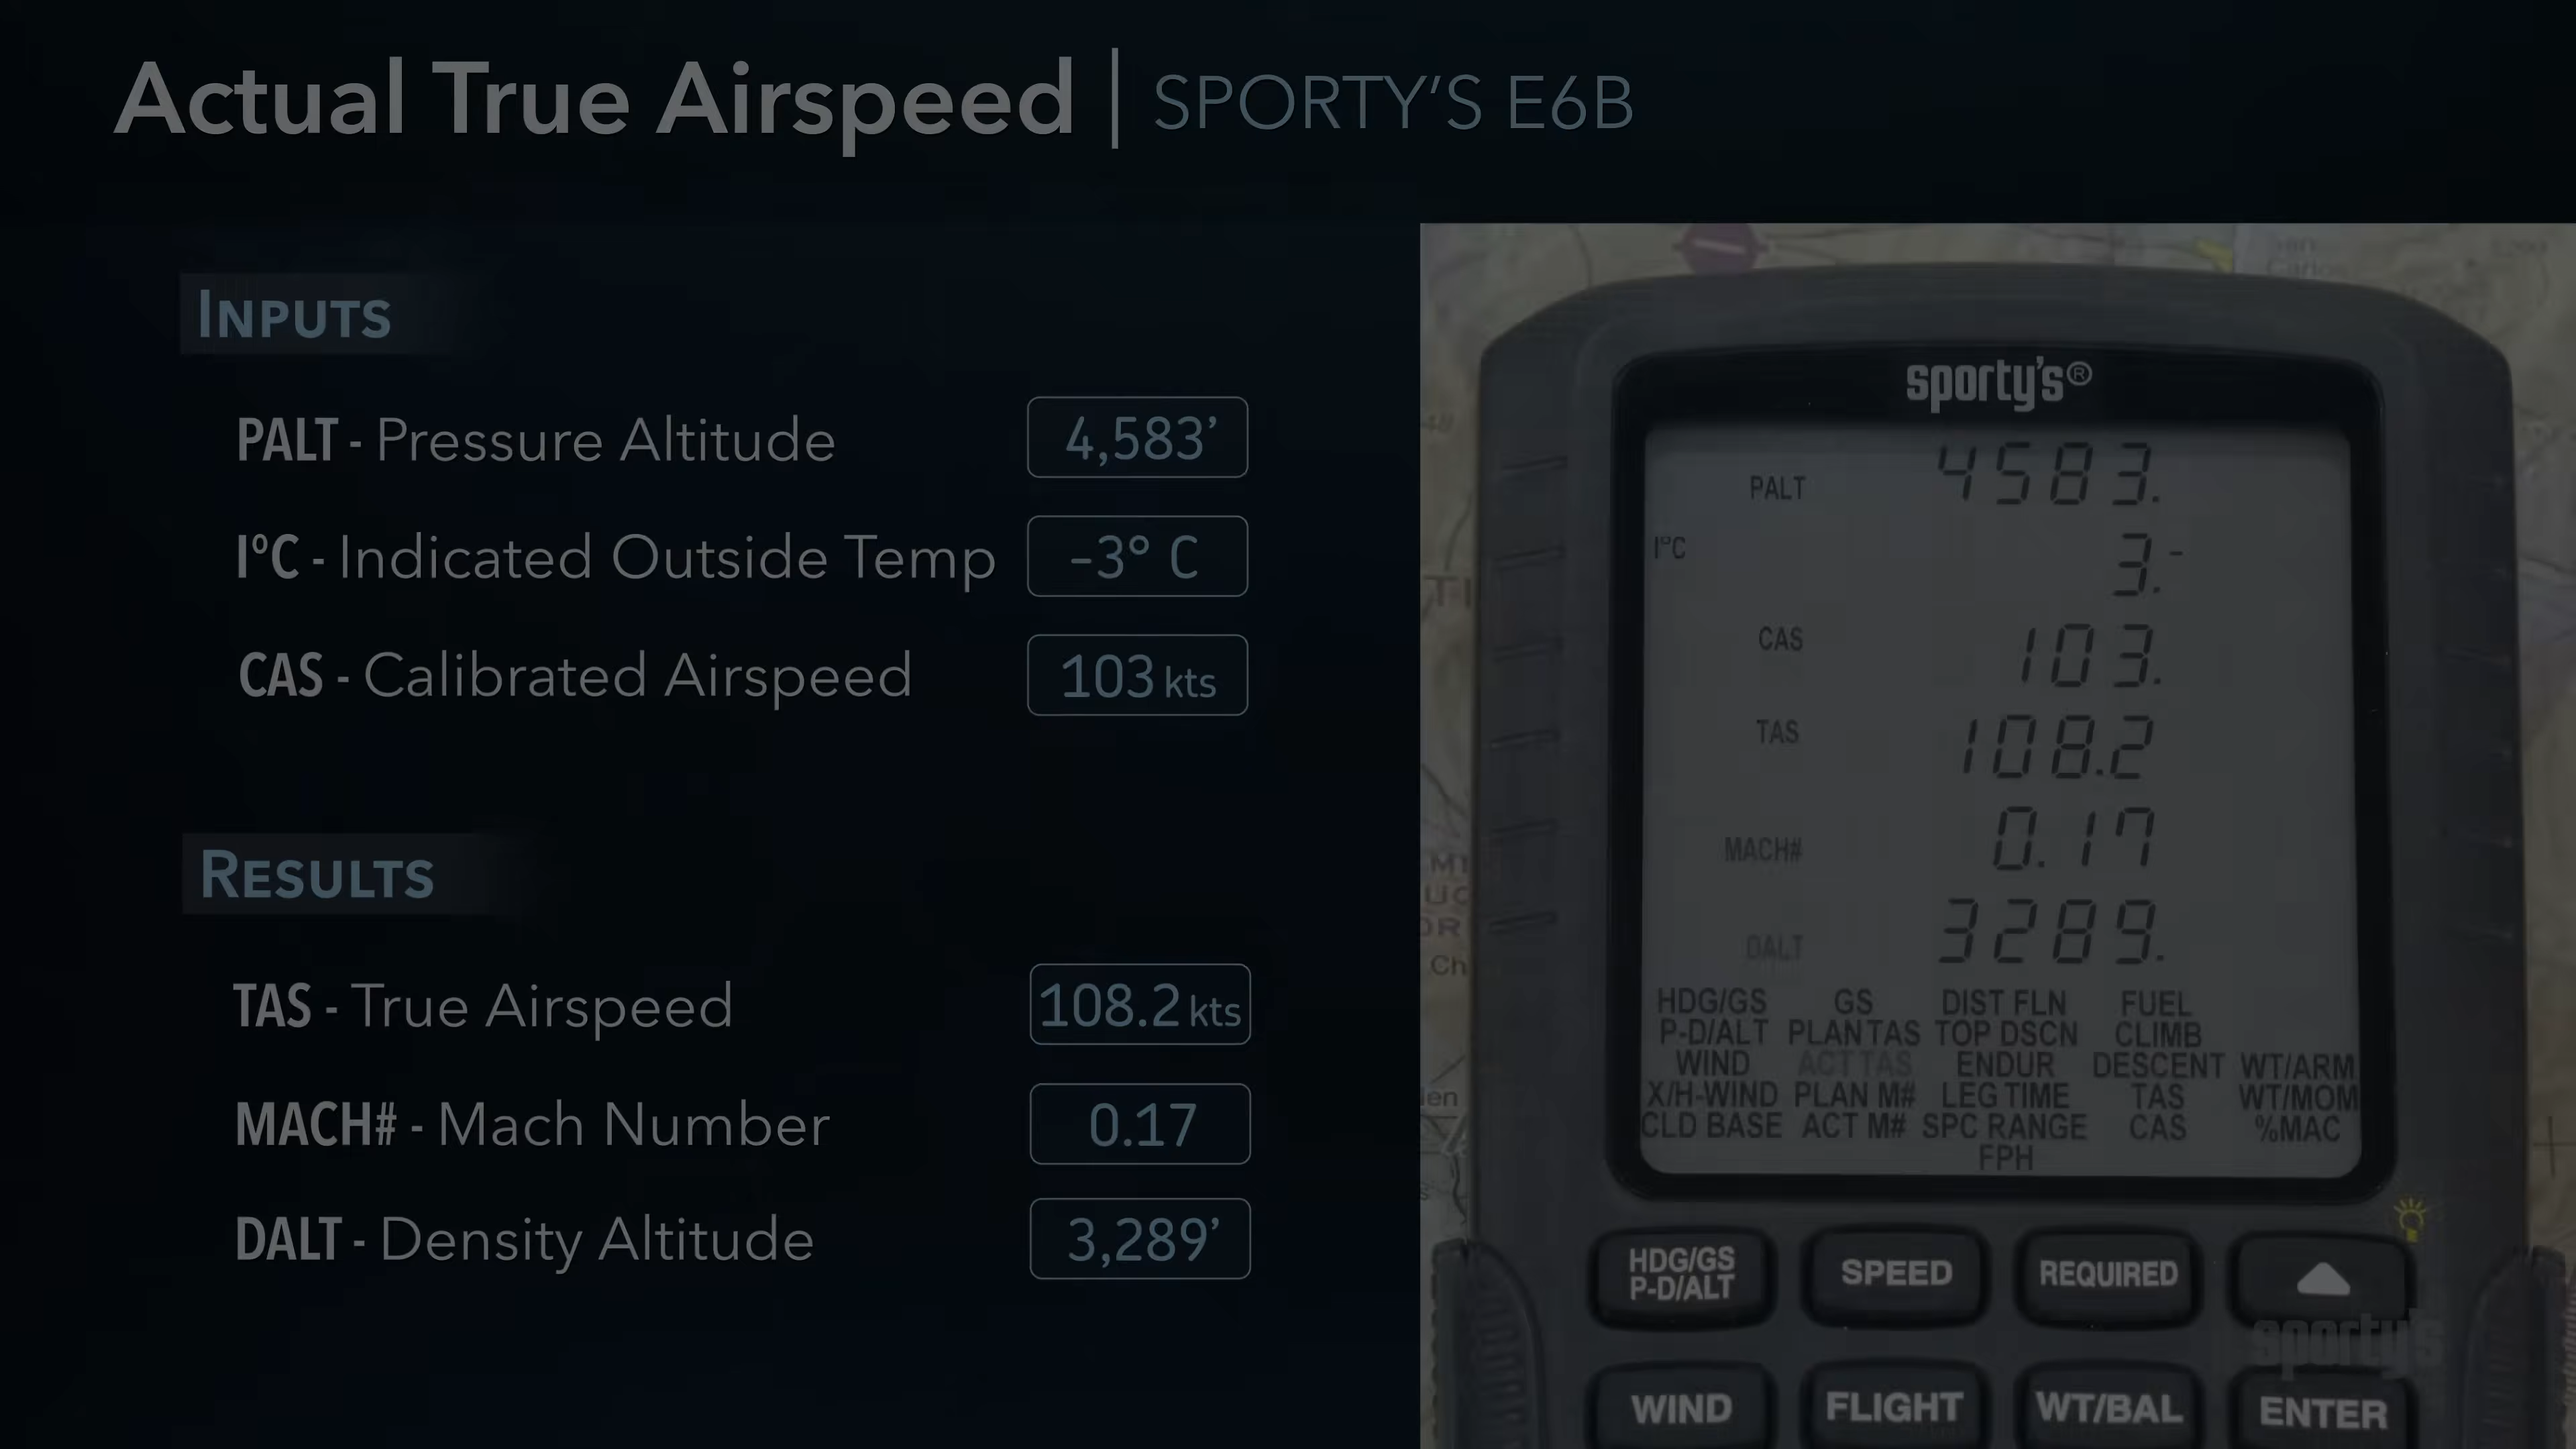 Actual True Airspeed | SPORTY'S E6B
INPUTS
PALT - Pressure Altitude 4,583'
I°C - Indicated Outside Temp -3° C
CAS - Calibrated Airspeed 103 kts
RESULTS
TAS - True Airspeed 108.2 kts
MACH# - Mach Number 0.17
DALT - Density Altitude 3,289'
sporty's®
PALT 4583.
I°C 3.-
CAS 103.
TAS 108.2
MACH# 0.17
DALT 3289.
HDG/GS GS DIST FLN FUEL
P-D/ALT PLAN TAS TOP DSCN CLIMB
WIND ACT TAS ENDUR DESCENT WT/ARM
X/H-WIND PLAN M# LEG TIME TAS WT/MOM
CLD BASE ACT M# SPC RANGE CAS %MAC
FPH
HDG/GS
P-D/ALT
SPEED
REQUIRED
WIND
FLIGHT
WT/BAL
ENTER
sporty's